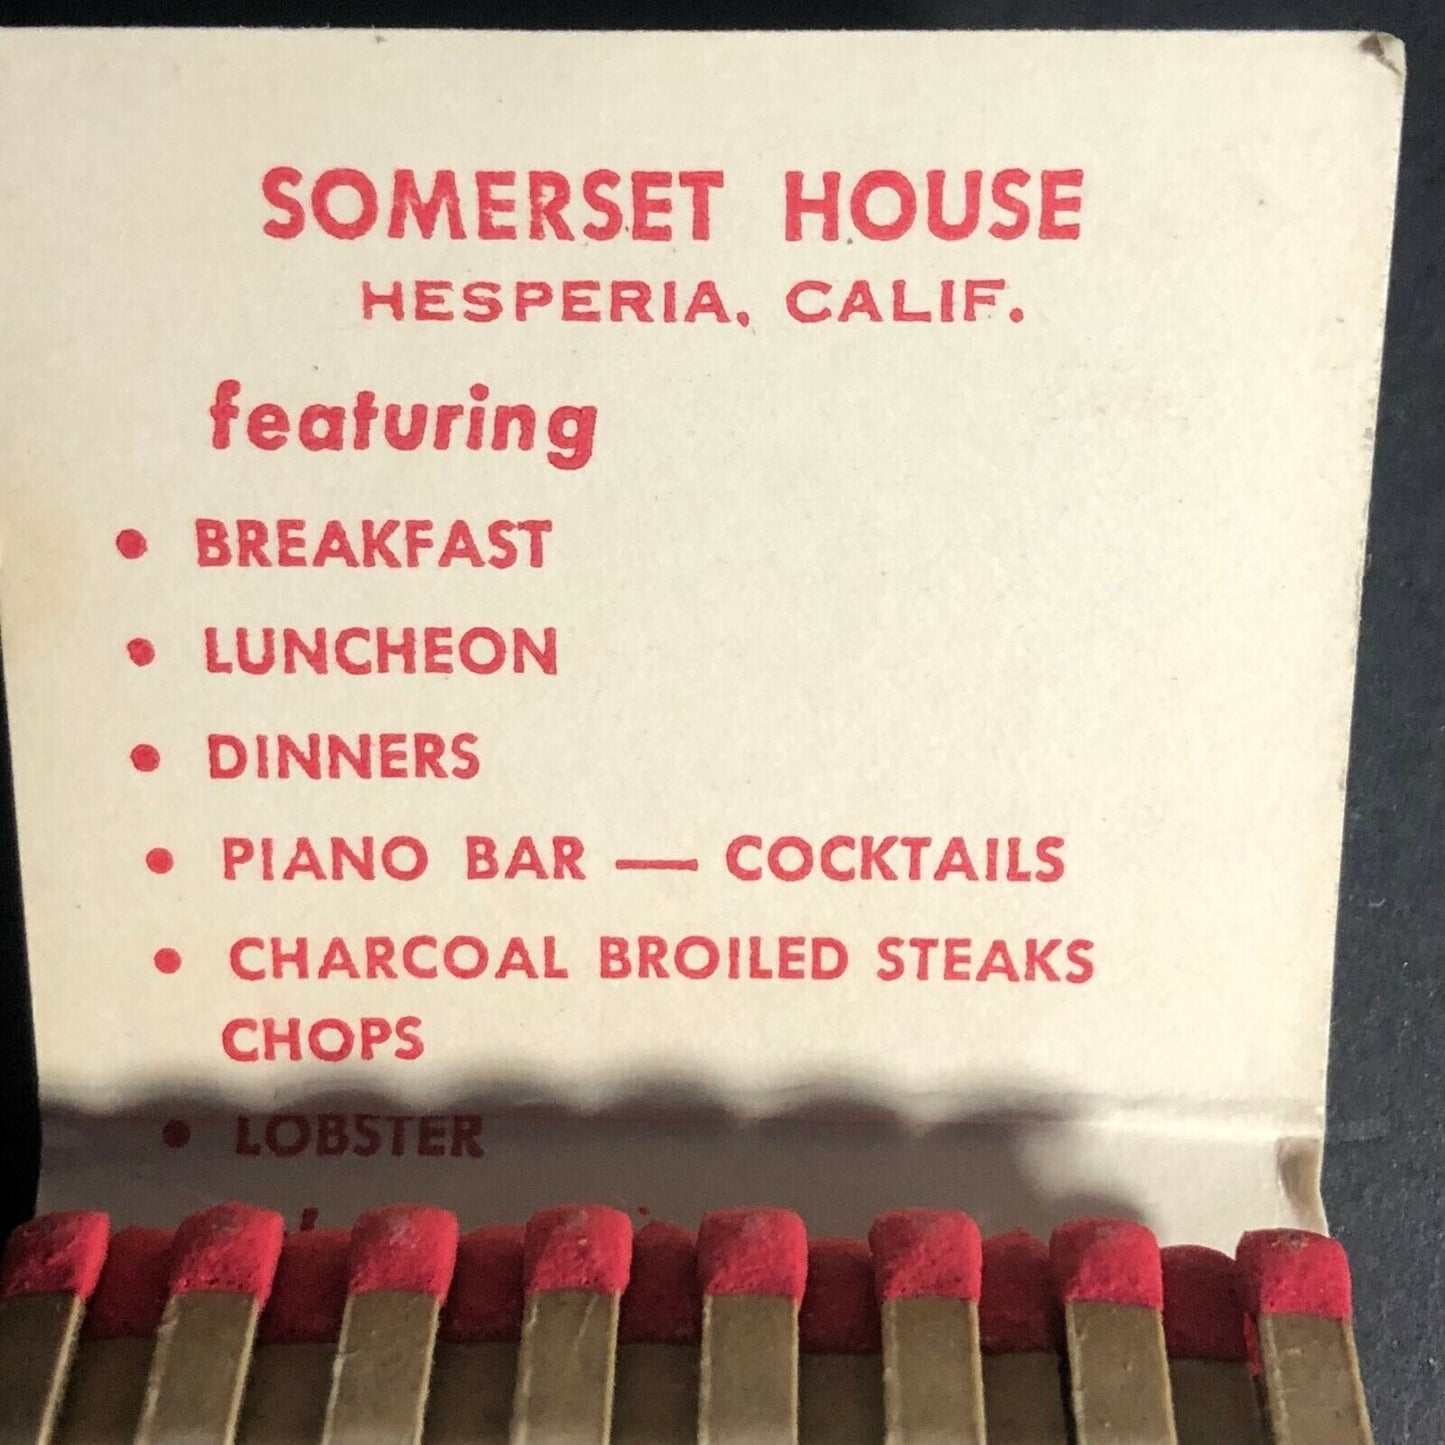 SOMERSET HOUSE
HESPERIA, CALIF.
featuring
• BREAKFAST
• LUNCHEON
• DINNERS
• PIANO BAR — COCKTAILS
• CHARCOAL BROILED STEAKS
CHOPS
• LOBSTER